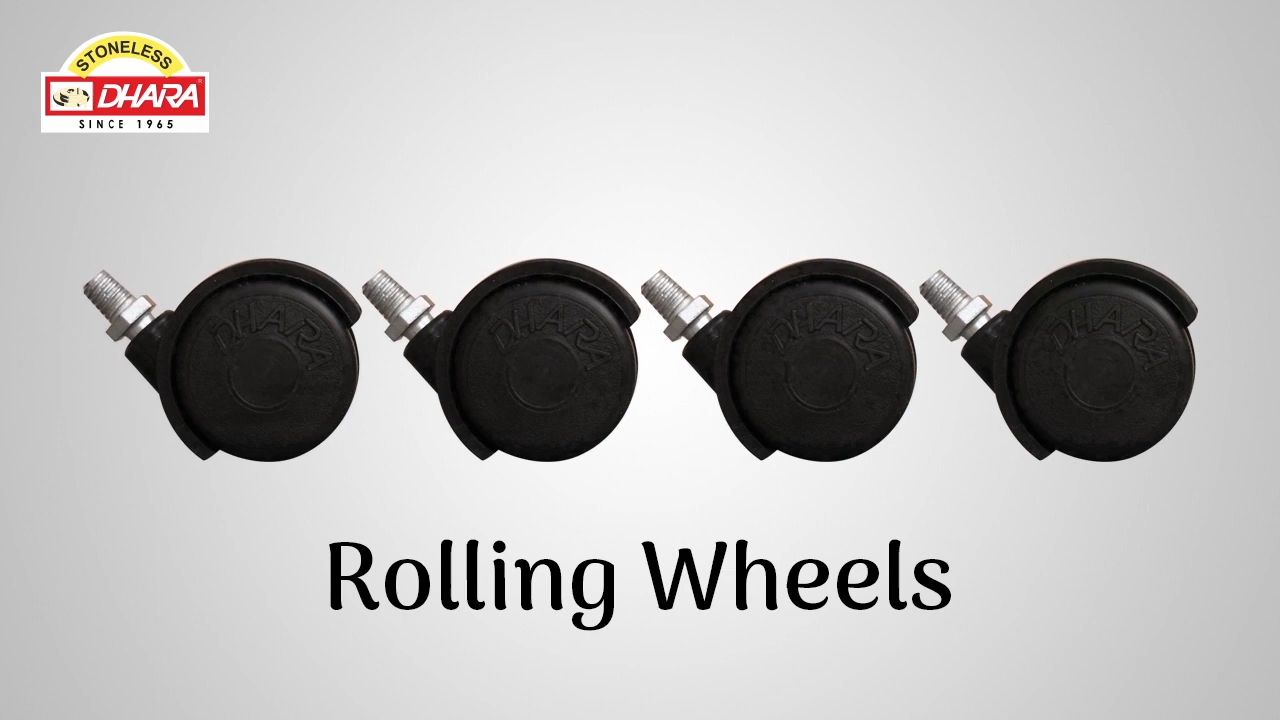 STONELESS
DHARA®
SINCE 1965
DHARA
DHARA
DHARA
DHARA
Rolling Wheels